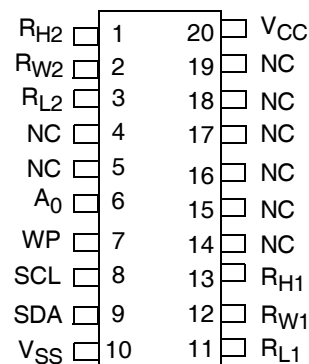 RH2 1 20 VCC
RW2 2 19 NC
RL2 3 18 NC
NC 4 17 NC
NC 5 16 NC
A0 6 15 NC
WP 7 14 NC
SCL 8 13 RH1
SDA 9 12 RW1
VSS 10 11 RL1